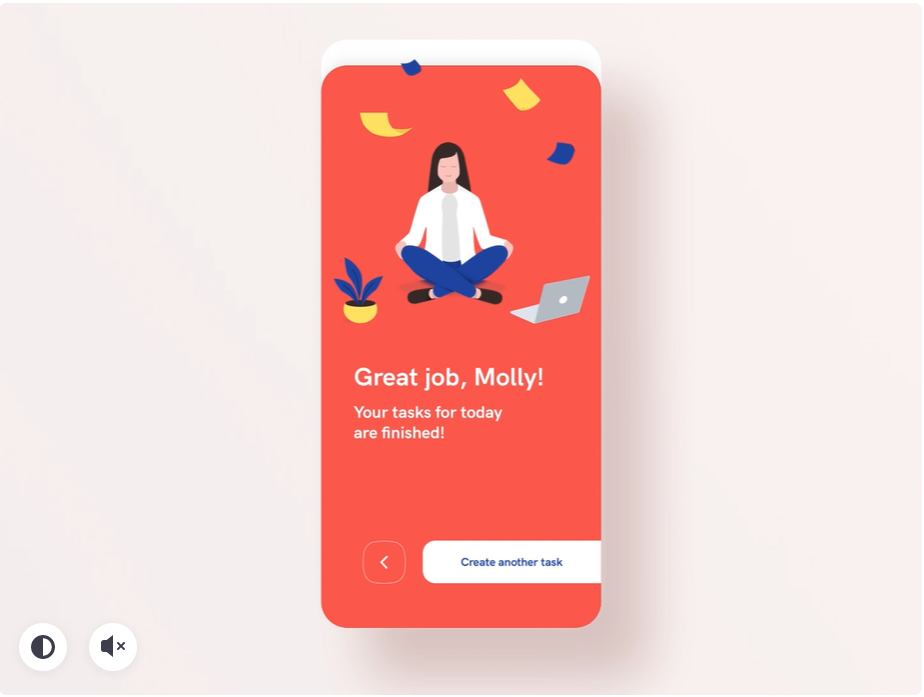 Great job, Molly!
Your tasks for today
are finished!
Create another task